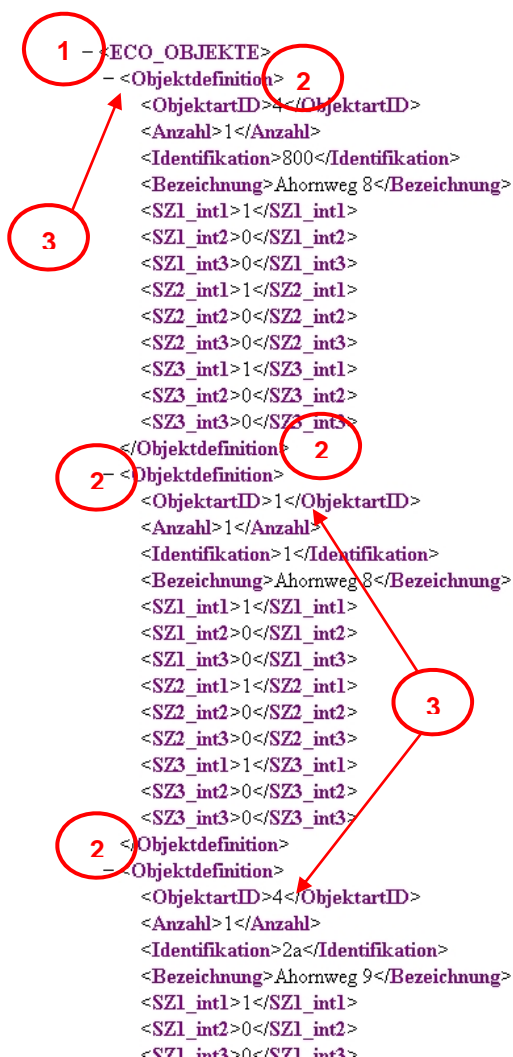 1 – <ECO_OBJEKTE>
– <Objektdefinition> 2
<ObjektartID>4</ObjektartID>
<Anzahl>1</Anzahl>
<Identifikation>800</Identifikation>
<Bezeichnung>Ahornweg 8</Bezeichnung>
<SZ1_int1>1</SZ1_int1>
3 <SZ1_int2>0</SZ1_int2>
<SZ1_int3>0</SZ1_int3>
<SZ2_int1>1</SZ2_int1>
<SZ2_int2>0</SZ2_int2>
<SZ2_int3>0</SZ2_int3>
<SZ3_int1>1</SZ3_int1>
<SZ3_int2>0</SZ3_int2>
<SZ3_int3>0</SZ3_int3>
</Objektdefinition> 2
2 – <Objektdefinition>
<ObjektartID>1</ObjektartID>
<Anzahl>1</Anzahl>
<Identifikation>1</Identifikation>
<Bezeichnung>Ahornweg 8</Bezeichnung>
<SZ1_int1>1</SZ1_int1>
<SZ1_int2>0</SZ1_int2>
<SZ1_int3>0</SZ1_int3>
<SZ2_int1>1</SZ2_int1>
<SZ2_int2>0</SZ2_int2> 3
<SZ2_int3>0</SZ2_int3>
<SZ3_int1>1</SZ3_int1>
<SZ3_int2>0</SZ3_int2>
<SZ3_int3>0</SZ3_int3>
2 </Objektdefinition>
– <Objektdefinition>
<ObjektartID>4</ObjektartID>
<Anzahl>1</Anzahl>
<Identifikation>2a</Identifikation>
<Bezeichnung>Ahornweg 9</Bezeichnung>
<SZ1_int1>1</SZ1_int1>
<SZ1_int2>0</SZ1_int2>
<SZ1_int3>0</SZ1_int3>